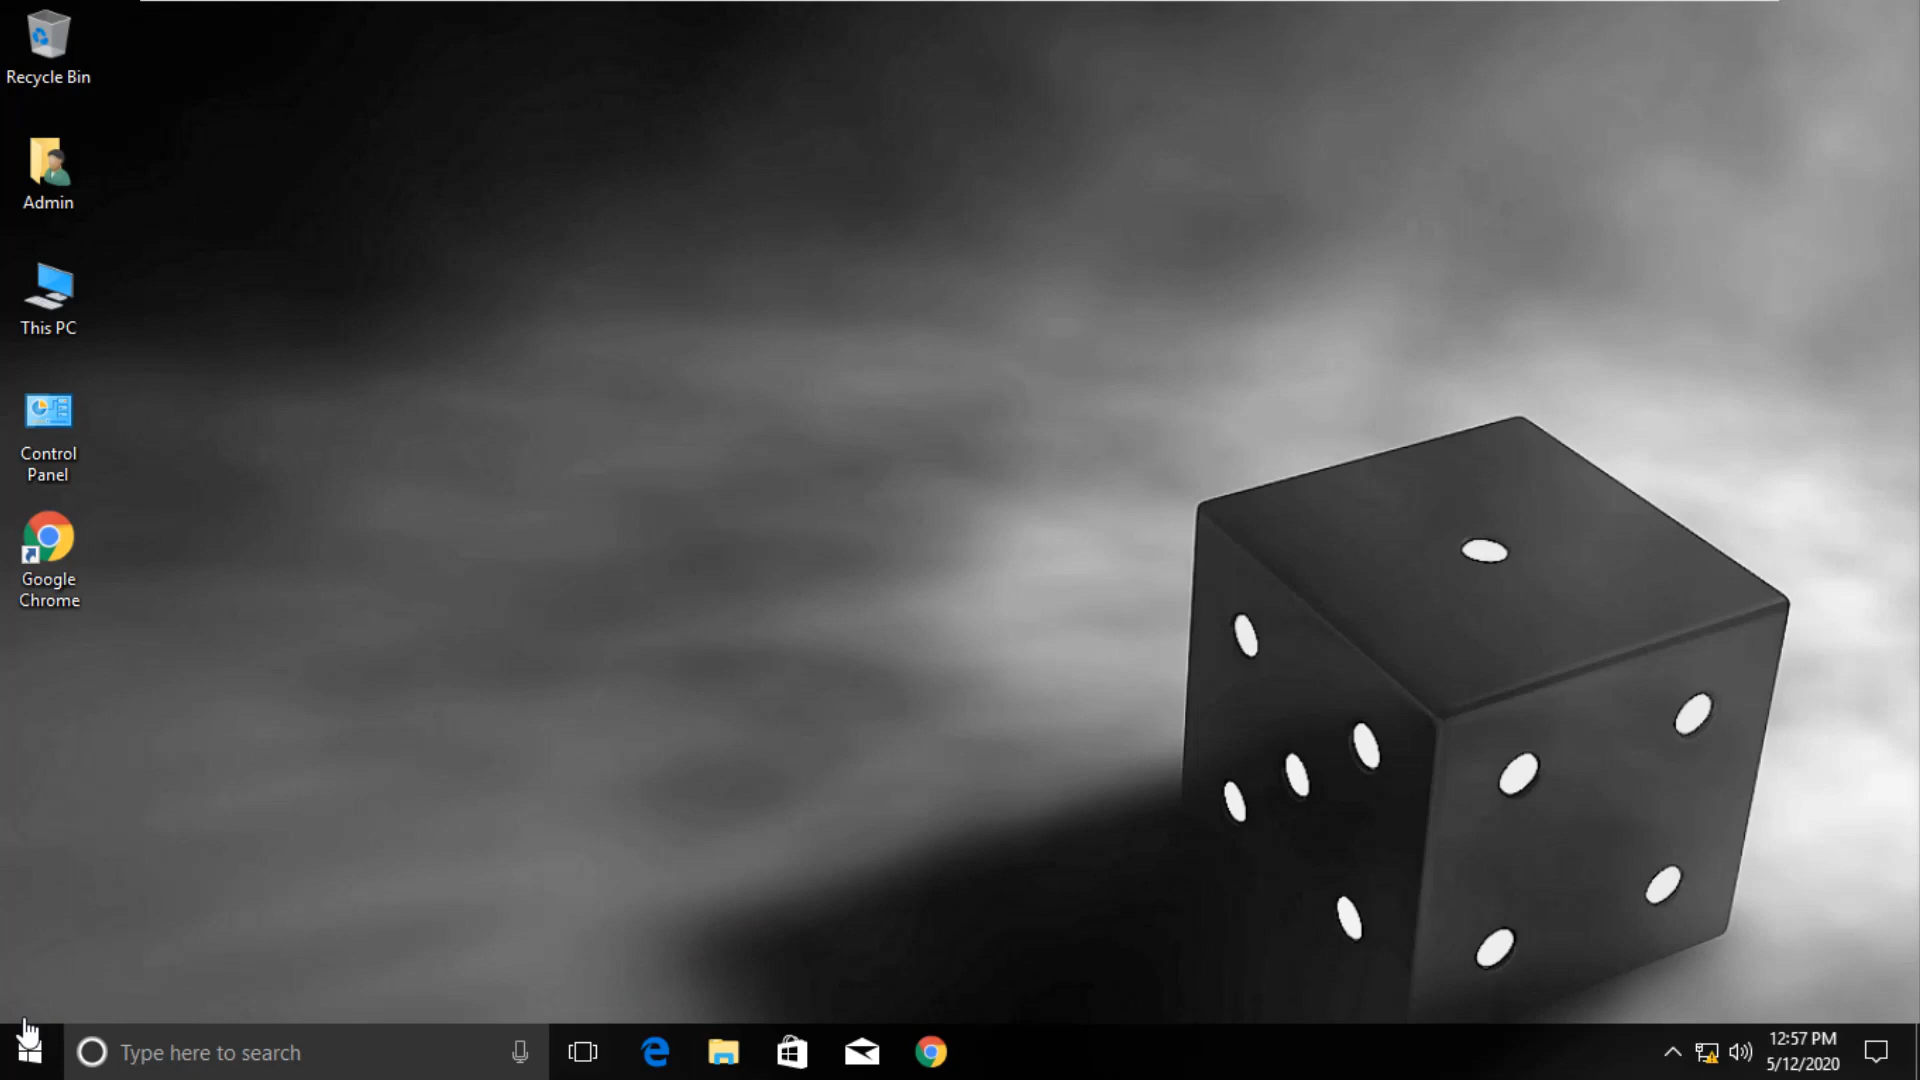 Recycle Bin
Admin
This PC
Control
Panel
Google
Chrome
Type here to search
12:57 PM
5/12/2020